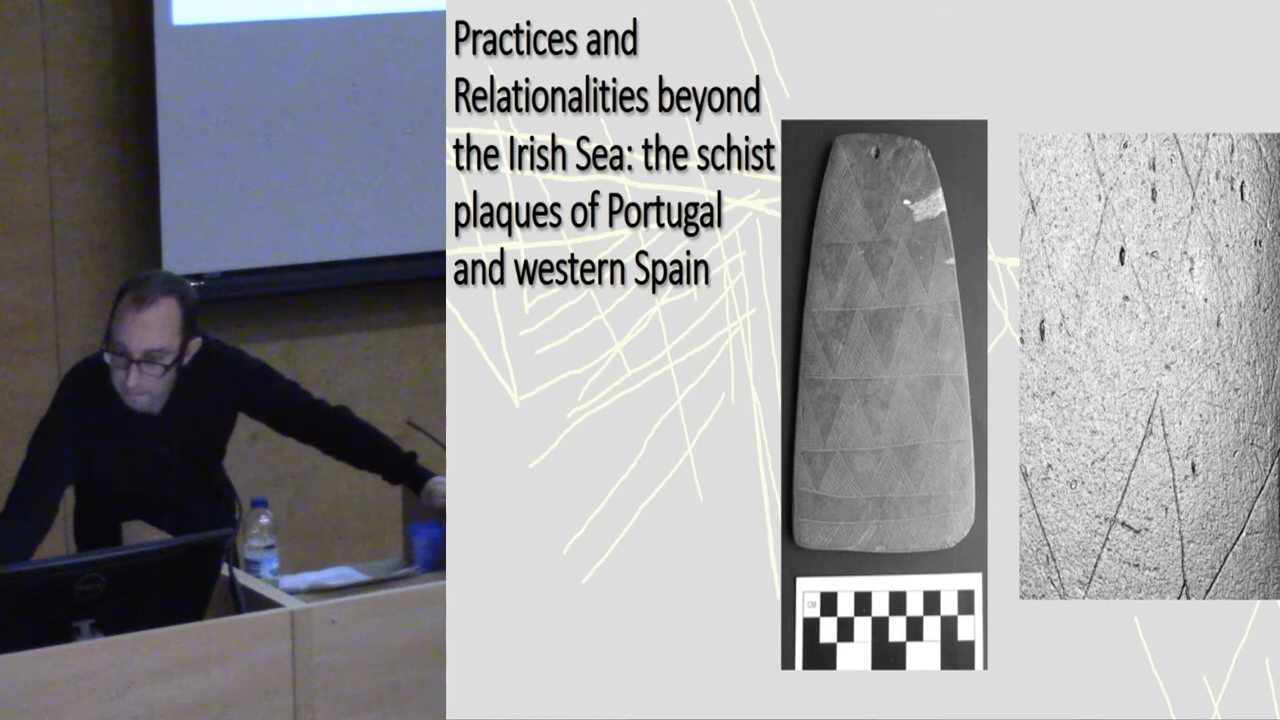 Practices and
Relationalities beyond
the Irish Sea: the schist
plaques of Portugal
and western Spain
CM